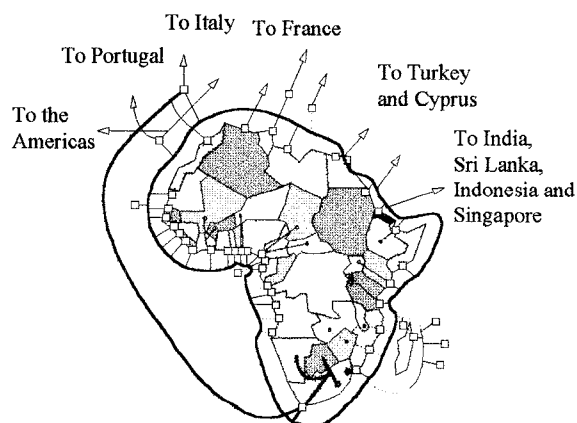 To Italy
To France
To Portugal
To Turkey
and Cyprus
To the
Americas
To India,
Sri Lanka,
Indonesia and
Singapore